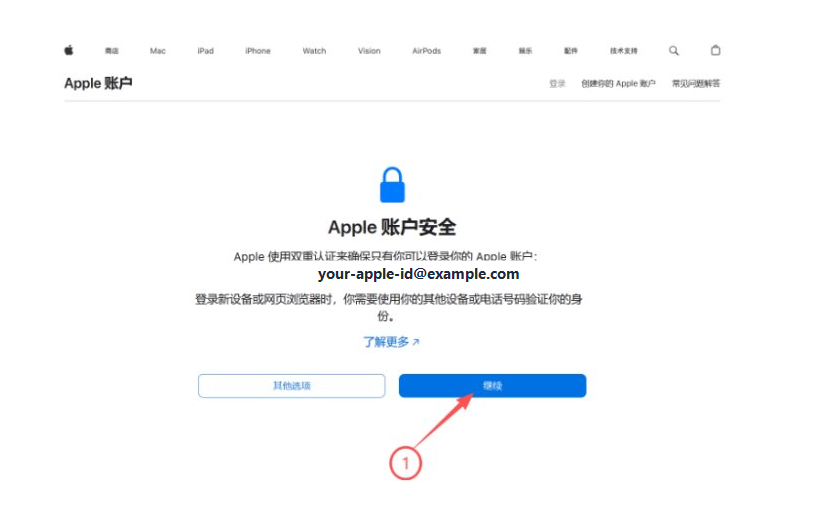 商店 Mac iPad iPhone Watch Vision AirPods 家居 娱乐 配件 技术支持
Apple 账户
登录 创建你的 Apple 账户 常见问题解答
Apple 账户安全
Apple 使用双重认证来确保只有你可以登录你的 Apple 账户：
your-apple-id@example.com
登录新设备或网页浏览器时，你需要使用你的其他设备或电话号码验证你的身
份。
了解更多 ↗
其他选项 继续
1